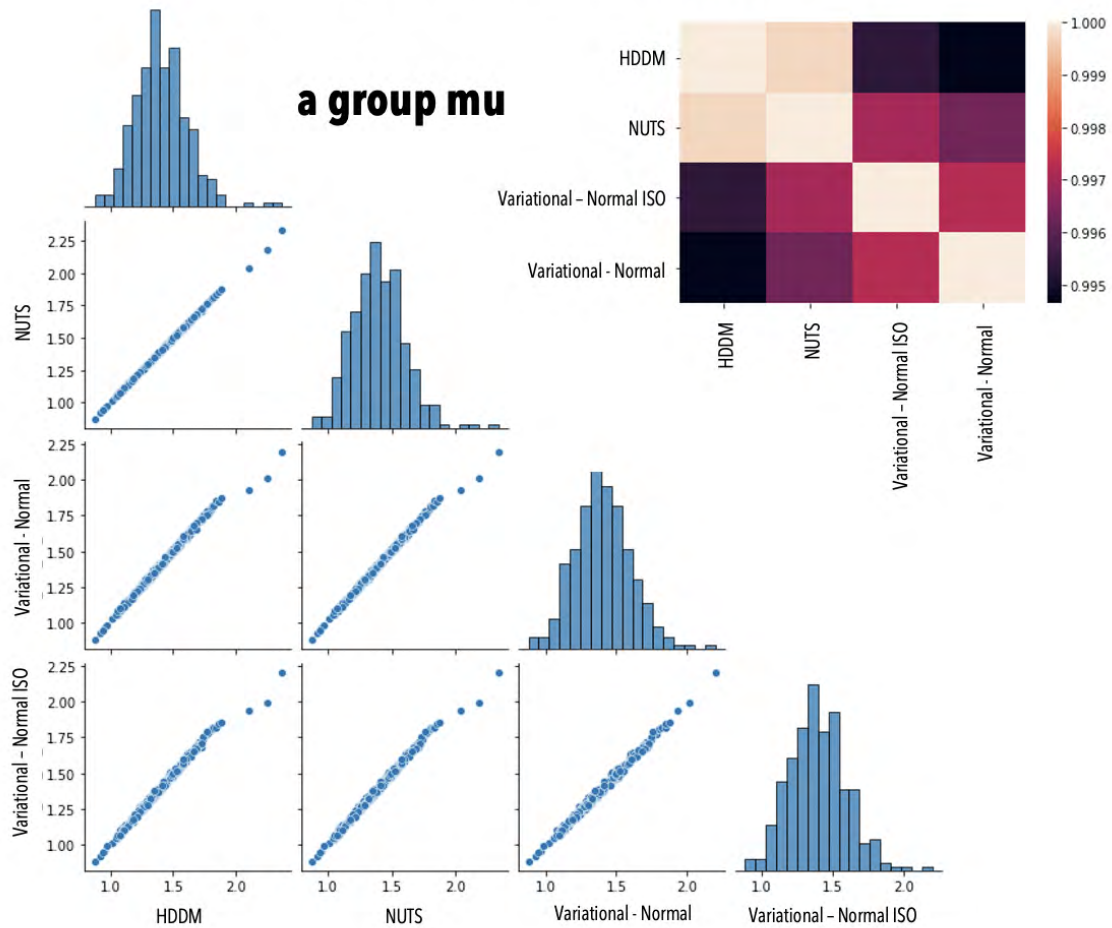 a group mu
HDDM
NUTS
Variational – Normal ISO
Variational - Normal
1.000
0.999
0.998
0.997
0.996
0.995
HDDM
NUTS
Variational – Normal ISO
Variational - Normal
NUTS
2.25
2.00
1.75
1.50
1.25
1.00
Variational - Normal
2.25
2.00
1.75
1.50
1.25
1.00
Variational – Normal ISO
2.25
2.00
1.75
1.50
1.25
1.00
1.0 1.5 2.0
1.0 1.5 2.0
1.0 1.5 2.0
1.0 1.5 2.0
HDDM
NUTS
Variational - Normal
Variational – Normal ISO